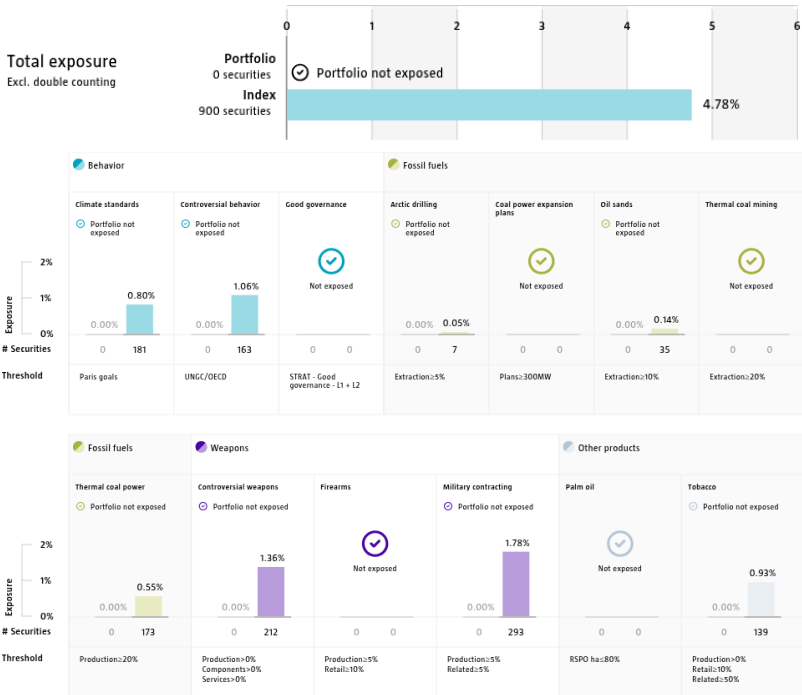 0 1 2 3 4 5 6
Total exposure
Excl. double counting
Portfolio
0 securities
Portfolio not exposed
Index
900 securities
4.78%
Behavior
Fossil fuels
Climate standards
Controversial behavior
Good governance
Arctic drilling
Coal power expansion
plans
Oil sands
Thermal coal mining
Portfolio not
exposed
Portfolio not
exposed
Not exposed
Portfolio not
exposed
Not exposed
Portfolio not
exposed
Not exposed
Exposure
2%
1%
0%
0.00% 0.80%
0.00% 1.06%
0.00% 0.05%
0.00% 0.14%
# Securities 0 181 0 163 0 0 0 7 0 0 0 35 0 0
Threshold
Paris goals
UNGC/OECD
STRAT - Good
governance - L1 + L2
Extraction≥5%
Plans≥300MW
Extraction≥10%
Extraction≥20%
Fossil fuels
Weapons
Other products
Thermal coal power
Controversial weapons
Firearms
Military contracting
Palm oil
Tobacco
Portfolio not exposed
Portfolio not exposed
Not exposed
Portfolio not exposed
Not exposed
Portfolio not exposed
Exposure
2%
1%
0%
0.00% 0.55%
0.00% 1.36%
0.00% 1.78%
0.00% 0.93%
# Securities 0 173 0 212 0 0 0 293 0 0 0 139
Threshold
Production≥20%
Production>0%
Components>0%
Services>0%
Production≥5%
Retail≥10%
Production≥5%
Related≥5%
RSPO ha≤80%
Production>0%
Retail≥10%
Related≥50%